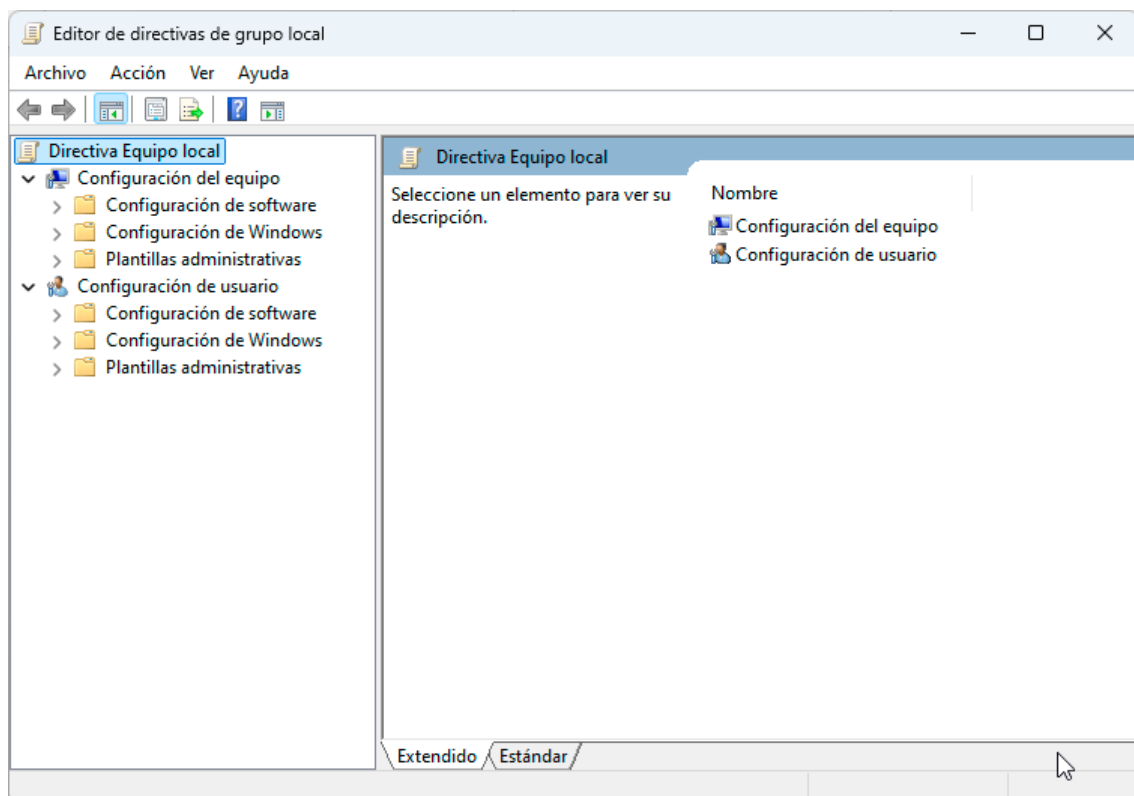 Editor de directivas de grupo local
Archivo Acción Ver Ayuda
Directiva Equipo local
Configuración del equipo
Configuración de software
Configuración de Windows
Plantillas administrativas
Configuración de usuario
Configuración de software
Configuración de Windows
Plantillas administrativas
Directiva Equipo local
Seleccione un elemento para ver su
descripción.
Nombre
Configuración del equipo
Configuración de usuario
Extendido Estándar